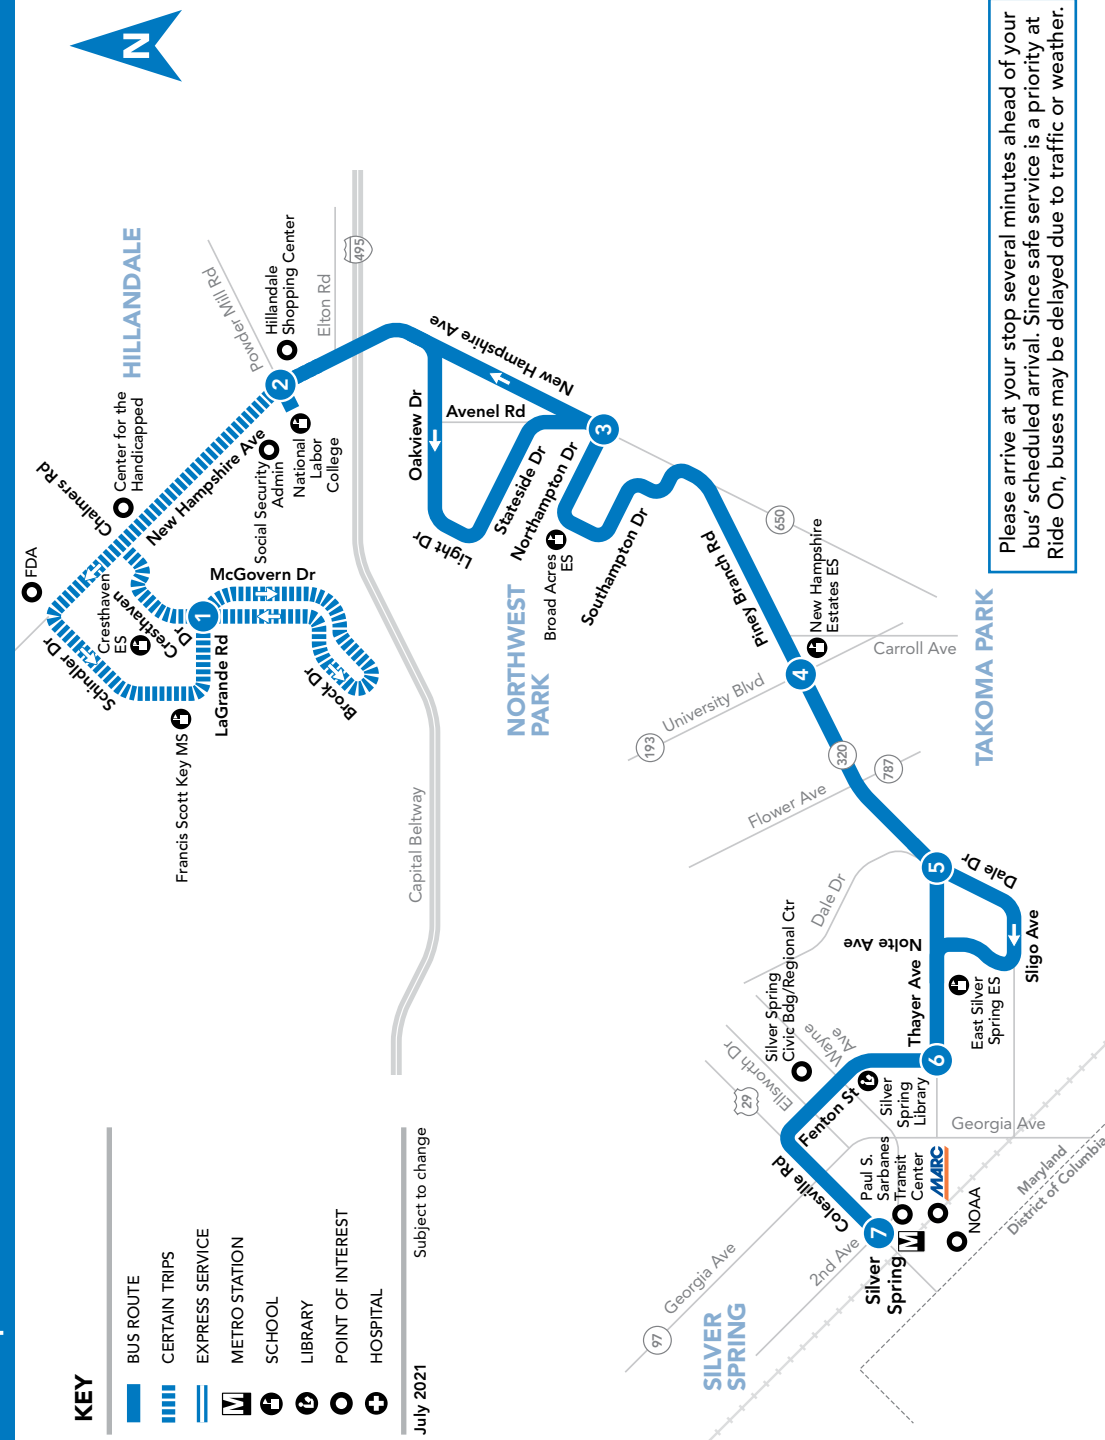 N
HILLANDALE
FDA
Chalmers Rd
Center for the
Handicapped
Powder Mill Rd
Hillandale
Shopping Center
Elton Rd
495
2
New Hampshire Ave
Social Security
Admin
National
Labor
College
Schindler Dr
Cresthaven
ES
Cresthaven
Dr
1
McGovern Dr
LaGrande Rd
Brock Dr
Francis Scott Key MS
Capital Beltway
New Hampshire Ave
Oakview Dr
Avenel Rd
Light Dr
Stateside Dr
Northampton Dr
3
Broad Acres
ES
Southampton Dr
NORTHWEST
PARK
650
Piney Branch Rd
New Hampshire
Estates ES
4
Carroll Ave
University Blvd
193
TAKOMA PARK
320
787
Flower Ave
5
Dale Dr
Dale Dr
Nolte Ave
Sligo Ave
Thayer Ave
East Silver
Spring ES
6
Silver Spring
Civic Bdg/Regional Ctr
Wayne
Ave
Ellsworth Dr
29
Fenton St
Silver
Spring
Library
Georgia Ave
Colesville Rd
Paul S.
Sarbanes
Transit
Center
MARC
NOAA
Maryland
District of Columbia
7
Silver
Spring
M
2nd Ave
Georgia Ave
97
SILVER
SPRING
KEY
BUS ROUTE
CERTAIN TRIPS
EXPRESS SERVICE
M METRO STATION
SCHOOL
LIBRARY
POINT OF INTEREST
HOSPITAL
July 2021
Subject to change
Please arrive at your stop several minutes ahead of your
bus' scheduled arrival. Since safe service is a priority at
Ride On, buses may be delayed due to traffic or weather.